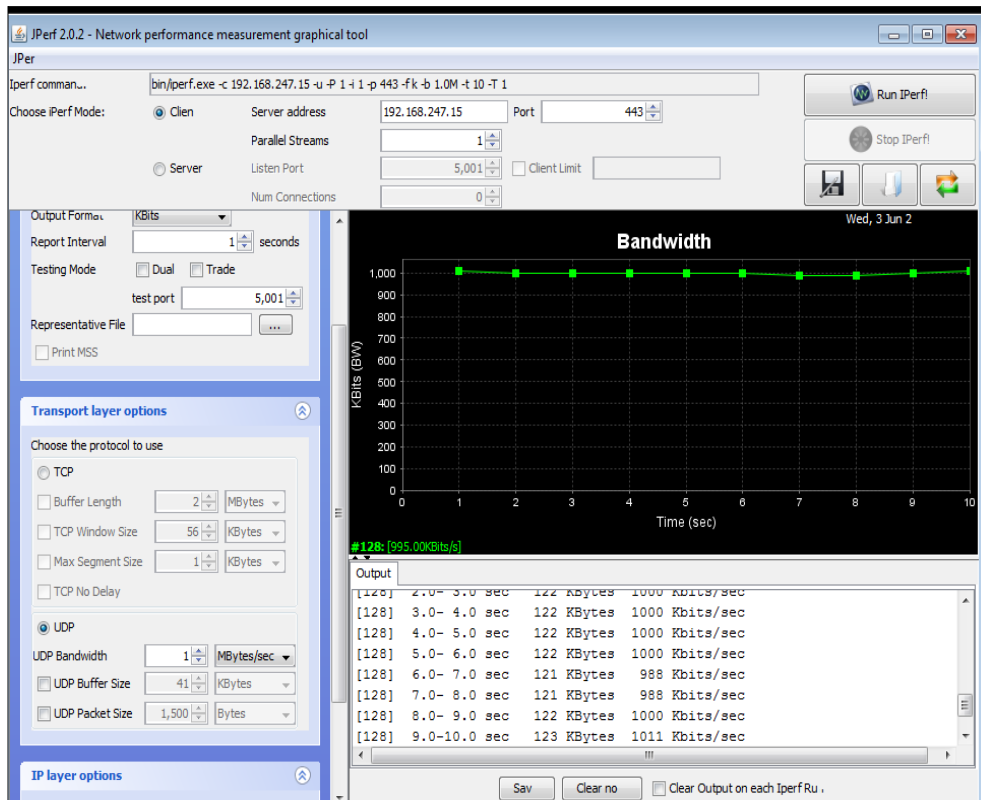 JPerf 2.0.2 - Network performance measurement graphical tool
JPer
Iperf comman...
bin/iperf.exe -c 192.168.247.15 -u -P 1 -i 1 -p 443 -f k -b 1.0M -t 10 -T 1
Run IPerf!
Choose iPerf Mode:
Clien
Server address
192.168.247.15
Port
443
Parallel Streams
1
Stop IPerf!
Server
Listen Port
5,001
Client Limit
Num Connections
0
Output Format
KBits
Report Interval
1
seconds
Testing Mode
Dual
Trade
test port
5,001
Representative File
...
Print MSS
Transport layer options
Choose the protocol to use
TCP
Buffer Length
2
MBytes
TCP Window Size
56
KBytes
Max Segment Size
1
KBytes
TCP No Delay
UDP
UDP Bandwidth
1
MBytes/sec
UDP Buffer Size
41
KBytes
UDP Packet Size
1,500
Bytes
IP layer options
Wed, 3 Jun 2
Bandwidth
KBits (BW)
1,000
900
800
700
600
500
400
300
200
100
0
0 1 2 3 4 5 6 7 8 9 10
Time (sec)
#128: [995.00KBits/s]
Output
[128] 2.0- 3.0 sec 122 KBytes 1000 Kbits/sec
[128] 3.0- 4.0 sec 122 KBytes 1000 Kbits/sec
[128] 4.0- 5.0 sec 122 KBytes 1000 Kbits/sec
[128] 5.0- 6.0 sec 122 KBytes 1000 Kbits/sec
[128] 6.0- 7.0 sec 121 KBytes 988 Kbits/sec
[128] 7.0- 8.0 sec 121 KBytes 988 Kbits/sec
[128] 8.0- 9.0 sec 122 KBytes 1000 Kbits/sec
[128] 9.0-10.0 sec 123 KBytes 1011 Kbits/sec
Sav
Clear no
Clear Output on each Iperf Ru